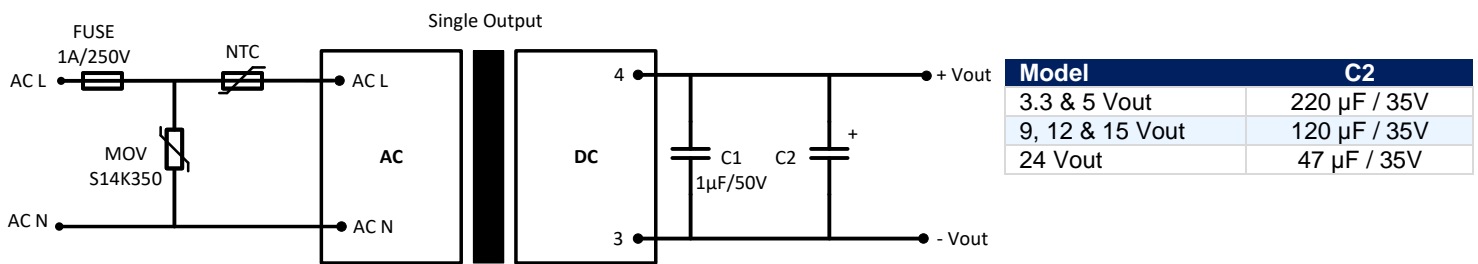 Single Output
FUSE
1A/250V
NTC
AC L
AC L
4
+ Vout
MOV
S14K350
AC
DC
C1
1µF/50V
C2
+
AC N
AC N
3
- Vout
Model C2
3.3 & 5 Vout 220 µF / 35V
9, 12 & 15 Vout 120 µF / 35V
24 Vout 47 µF / 35V